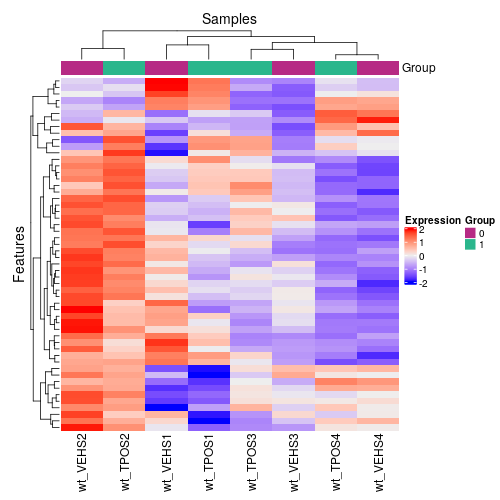 Samples
Group
Features
Expression
2
1
0
-1
-2
Group
0
1
wt_VEHS2
wt_TPOS2
wt_VEHS1
wt_TPOS1
wt_TPOS3
wt_VEHS3
wt_TPOS4
wt_VEHS4